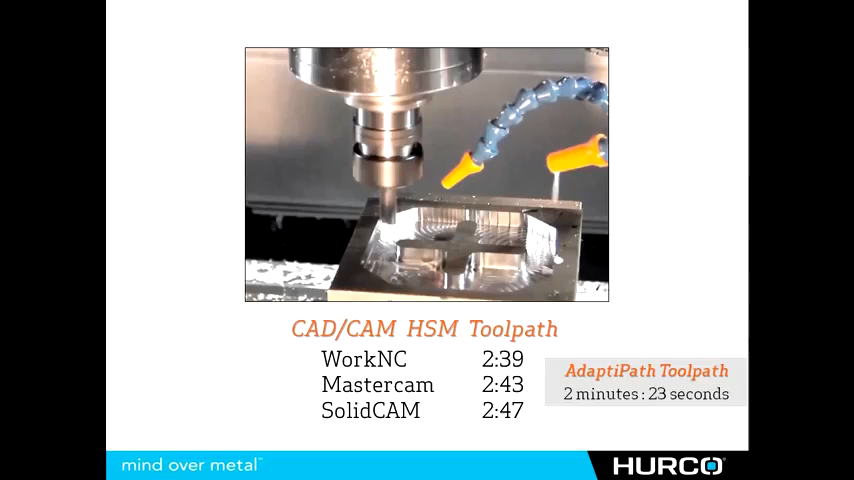 CAD/CAM HSM Toolpath
WorkNC 2:39
Mastercam 2:43
SolidCAM 2:47
AdaptiPath Toolpath
2 minutes : 23 seconds
mind over metal™
HURCO®